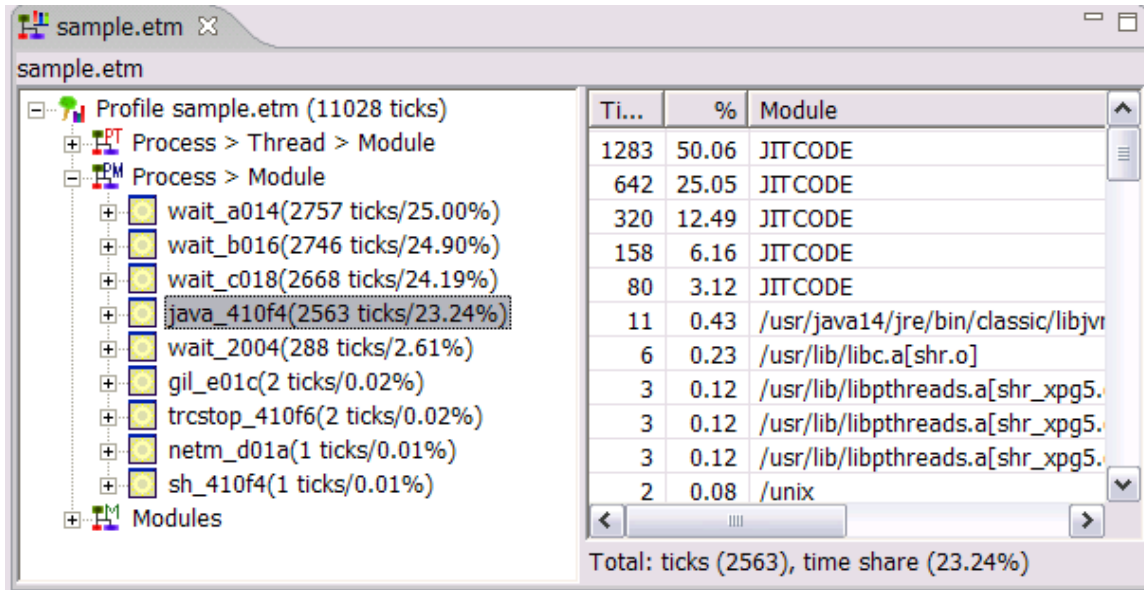 sample.etm
sample.etm
Profile sample.etm (11028 ticks)
Process > Thread > Module
Process > Module
wait_a014(2757 ticks/25.00%)
wait_b016(2746 ticks/24.90%)
wait_c018(2668 ticks/24.19%)
java_410f4(2563 ticks/23.24%)
wait_2004(288 ticks/2.61%)
gil_e01c(2 ticks/0.02%)
trcstop_410f6(2 ticks/0.02%)
netm_d01a(1 ticks/0.01%)
sh_410f4(1 ticks/0.01%)
Modules
Ti... % Module
1283 50.06 JITCODE
642 25.05 JITCODE
320 12.49 JITCODE
158 6.16 JITCODE
80 3.12 JITCODE
11 0.43 /usr/java14/jre/bin/classic/libjv
6 0.23 /usr/lib/libc.a[shr.o]
3 0.12 /usr/lib/libpthreads.a[shr_xpg5.
3 0.12 /usr/lib/libpthreads.a[shr_xpg5.
3 0.12 /usr/lib/libpthreads.a[shr_xpg5.
2 0.08 /unix
Total: ticks (2563), time share (23.24%)